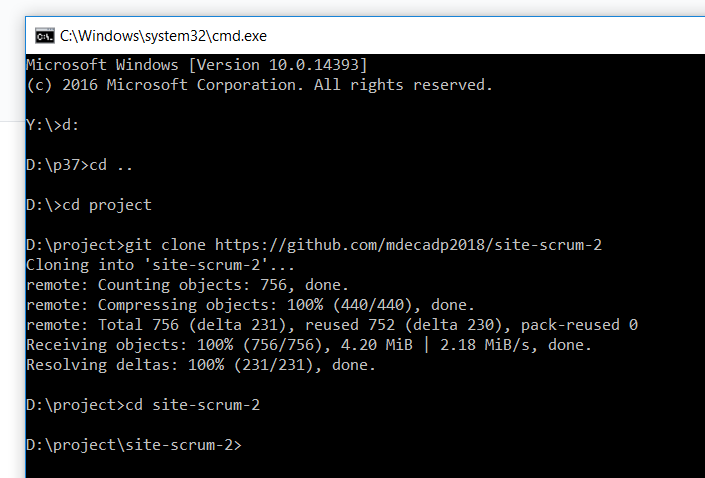 C:\Windows\system32\cmd.exe
Microsoft Windows [Version 10.0.14393]
(c) 2016 Microsoft Corporation. All rights reserved.
Y:\>d:
D:\p37>cd ..
D:\>cd project
D:\project>git clone https://github.com/mdecadp2018/site-scrum-2
Cloning into 'site-scrum-2'...
remote: Counting objects: 756, done.
remote: Compressing objects: 100% (440/440), done.
remote: Total 756 (delta 231), reused 752 (delta 230), pack-reused 0
Receiving objects: 100% (756/756), 4.20 MiB | 2.18 MiB/s, done.
Resolving deltas: 100% (231/231), done.
D:\project>cd site-scrum-2
D:\project\site-scrum-2>